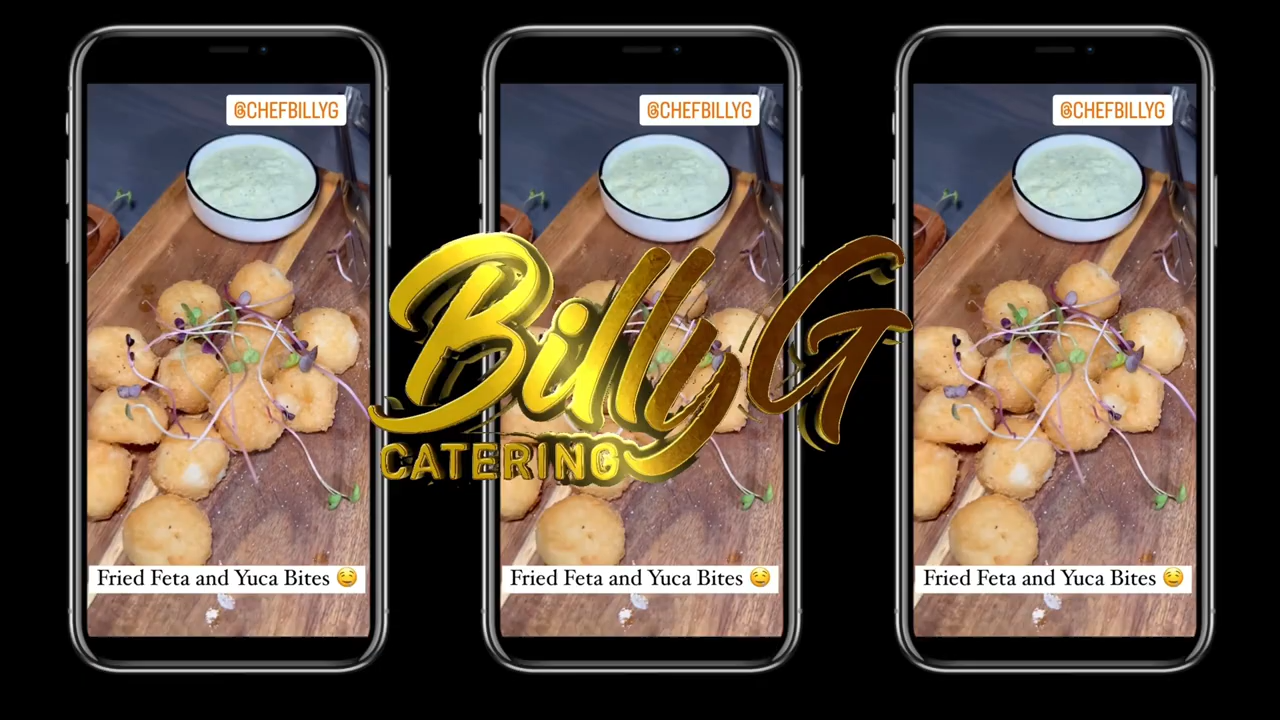 @CHEFBILLYG
@CHEFBILLYG
@CHEFBILLYG
BillyG
CATERING
Fried Feta and Yuca Bites 🤤
Fried Feta and Yuca Bites 🤤
Fried Feta and Yuca Bites 🤤